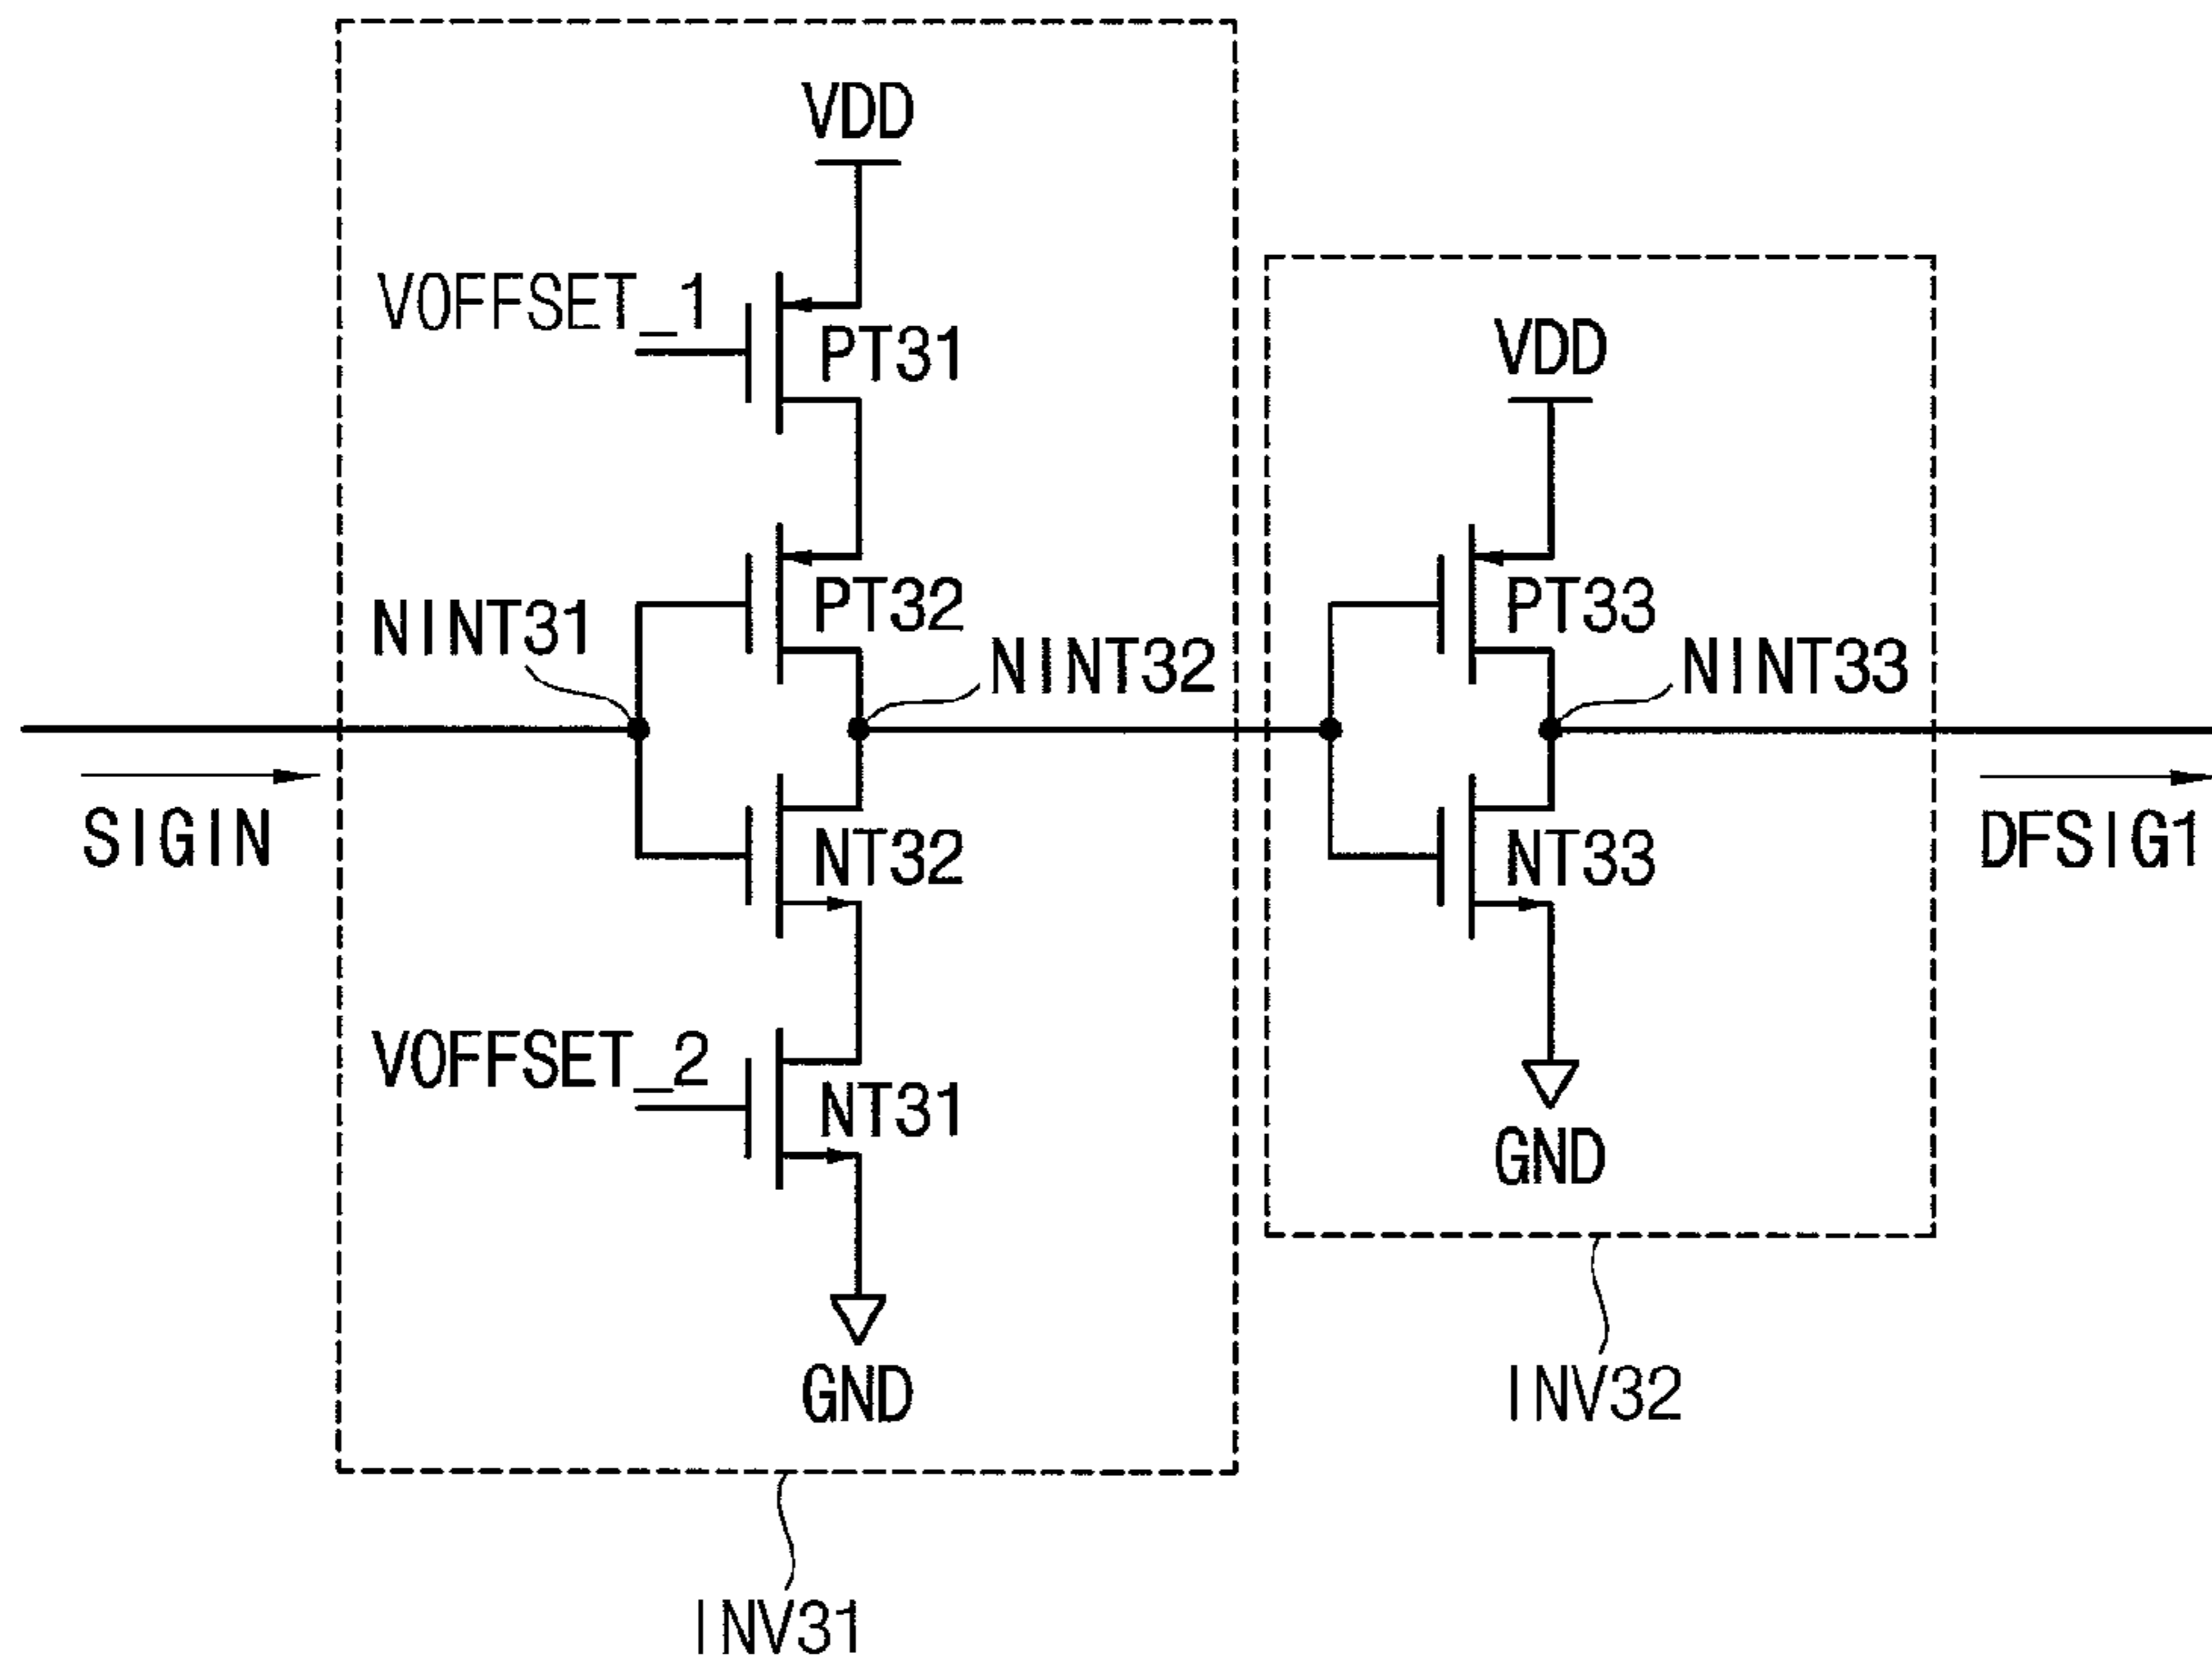 VDD
VOFFSET_1
PT31
VDD
PT32
PT33
NINT31
NINT32
NINT33
SIGIN
NT32
NT33
DFSIG1
VOFFSET_2
NT31
GND
GND
INV32
INV31